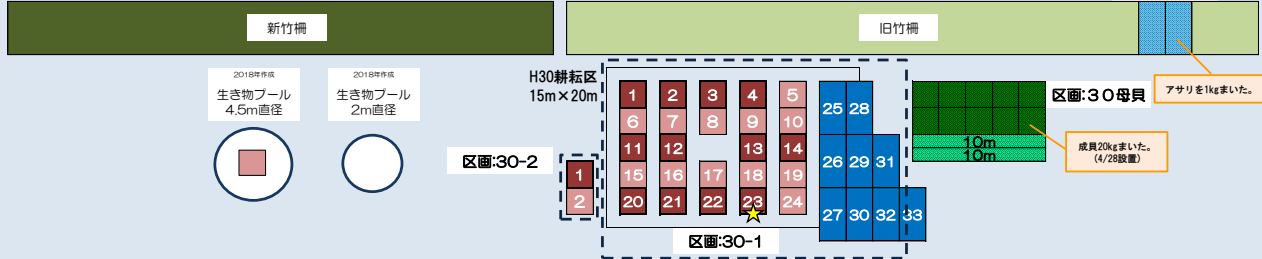 新竹柵
旧竹柵
2018年作成
生き物プール
4.5m直径
2018年作成
生き物プール
2m直径
H30耕転区
15m×20m
区画:30-2
1
2
1 2 3 4 5
6 7 8 9 10
11 12 13 14
15 16 17 18 19
20 21 22 23 24
25 28
26 29 31
27 30 32 33
区画:30-1
区画:30母貝
10m
10m
アサリを1kgまいた。
成員20kgまいた。
(4/28設置)